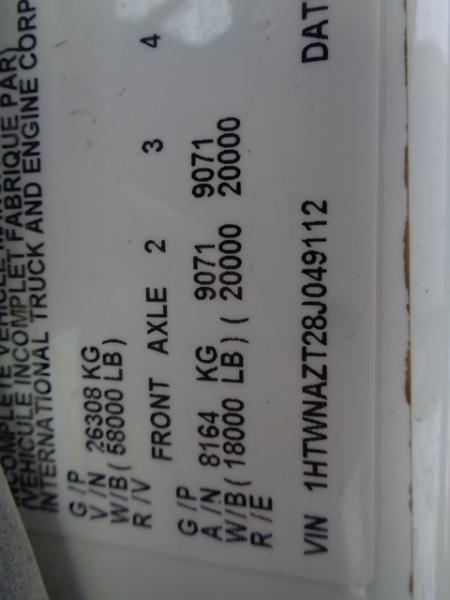 COMPLETE VEHICLE
(VEHICULE INCOMPLET FABRIQUE PAR)
INTERNATIONAL TRUCK AND ENGINE CORP
G /P
V /N 26308 KG
W/B( 58000 LB)
R /V
FRONT AXLE 2 3 4
G /P
A /N 8164 KG 9071 9071
W/B( 18000 LB) ( 20000 20000
R /E
VIN 1HTWNAZT28J049112 DAT